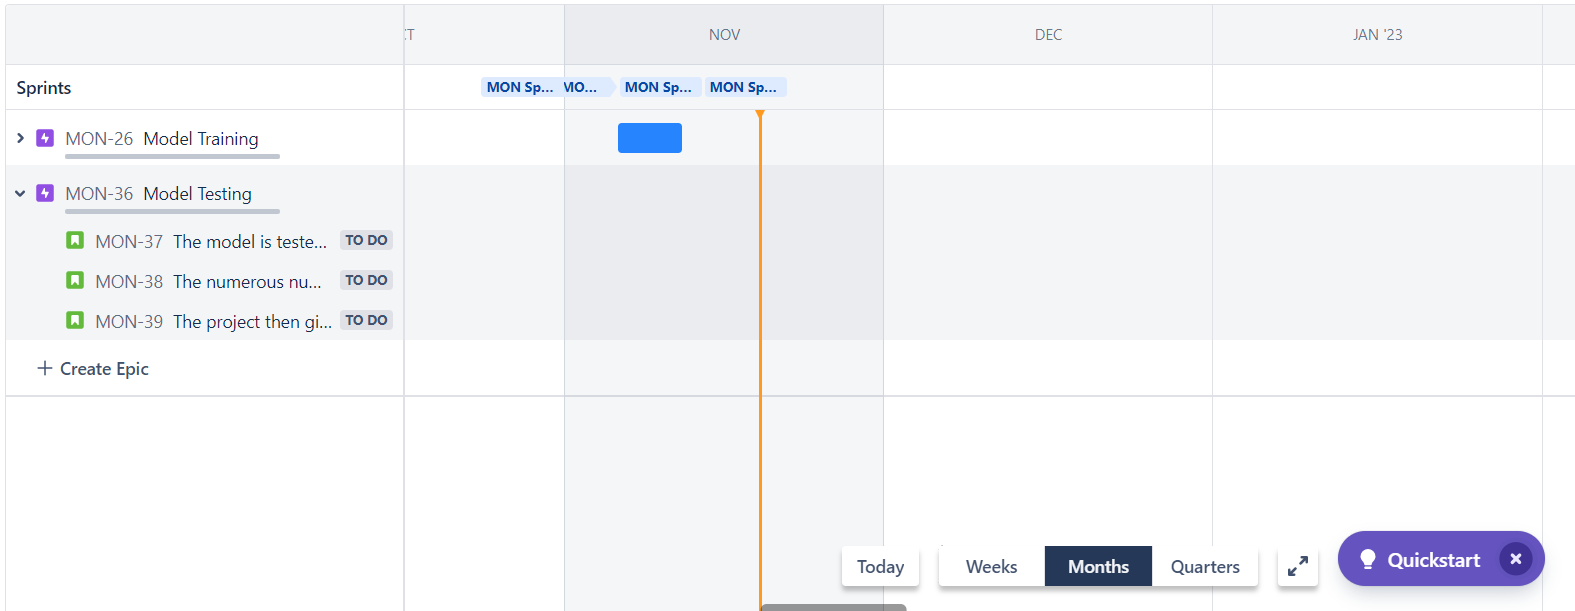 NOV
DEC
JAN '23
Sprints
MON Sp...
MO...
MON Sp...
MON Sp...
MON-26 Model Training
MON-36 Model Testing
MON-37 The model is teste... TO DO
MON-38 The numerous nu... TO DO
MON-39 The project then gi... TO DO
+ Create Epic
Today
Weeks
Months
Quarters
Quickstart